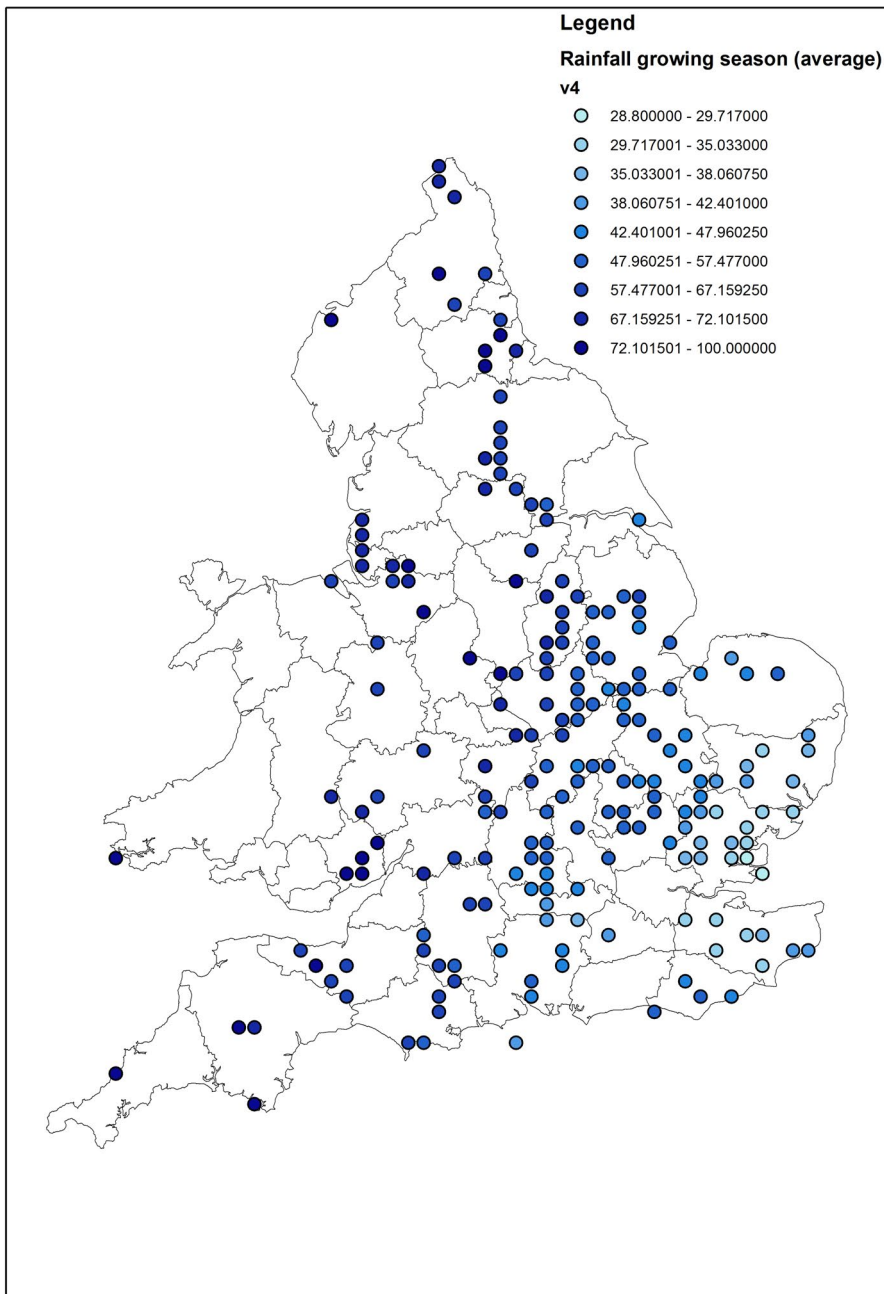 Legend
Rainfall growing season (average)
v4
28.800000 - 29.717000
29.717001 - 35.033000
35.033001 - 38.060750
38.060751 - 42.401000
42.401001 - 47.960250
47.960251 - 57.477000
57.477001 - 67.159250
67.159251 - 72.101500
72.101501 - 100.000000